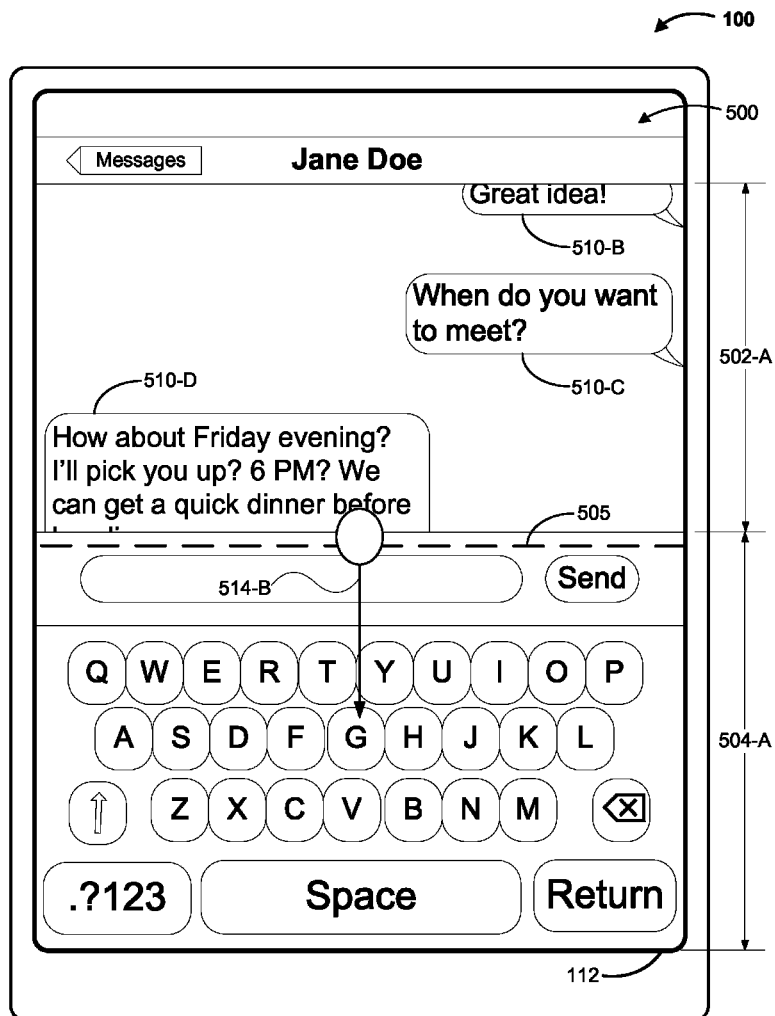 100
500
Messages
Jane Doe
Great idea!
510-B
When do you want
to meet?
502-A
510-C
510-D
How about Friday evening?
I'll pick you up? 6 PM? We
can get a quick dinner before
505
514-B
Send
Q W E R T Y U I O P
A S D F G H J K L
504-A
Z X C V B N M
.?123
Space
Return
112